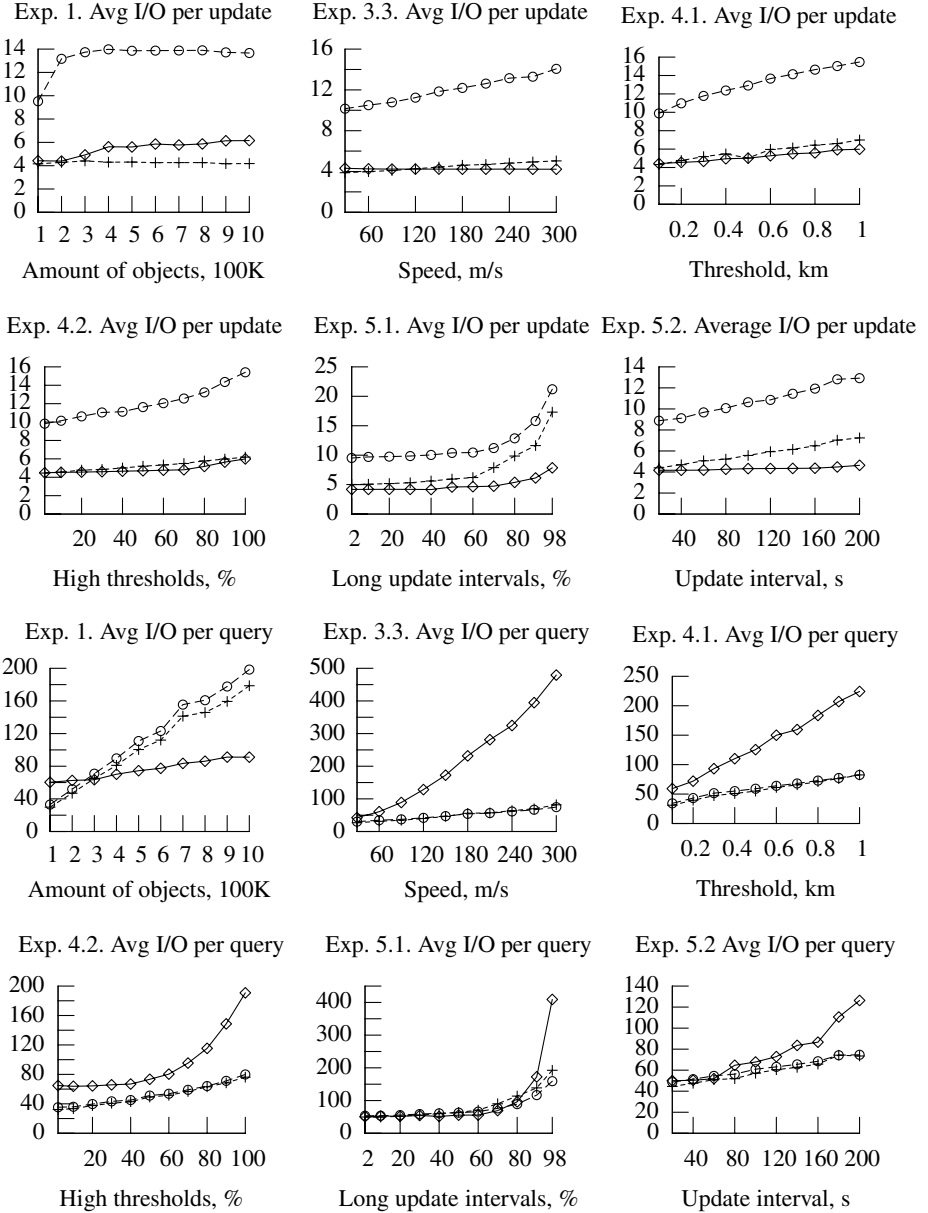 Exp. 1. Avg I/O per update
14
12
10
8
6
4
2
0
1 2 3 4 5 6 7 8 9 10
Amount of objects, 100K
Exp. 3.3. Avg I/O per update
16
12
8
4
0
60 120 180 240 300
Speed, m/s
Exp. 4.1. Avg I/O per update
16
14
12
10
8
6
4
2
0
0.2 0.4 0.6 0.8 1
Threshold, km
Exp. 4.2. Avg I/O per update
16
14
12
10
8
6
4
2
0
20 40 60 80 100
High thresholds, %
Exp. 5.1. Avg I/O per update
25
20
15
10
5
0
2 20 40 60 80 98
Long update intervals, %
Exp. 5.2. Average I/O per update
14
12
10
8
6
4
2
0
40 80 120 160 200
Update interval, s
Exp. 1. Avg I/O per query
200
160
120
80
40
0
1 2 3 4 5 6 7 8 9 10
Amount of objects, 100K
Exp. 3.3. Avg I/O per query
500
400
300
200
100
0
60 120 180 240 300
Speed, m/s
Exp. 4.1. Avg I/O per query
250
200
150
100
50
0
0.2 0.4 0.6 0.8 1
Threshold, km
Exp. 4.2. Avg I/O per query
200
160
120
80
40
0
20 40 60 80 100
High thresholds, %
Exp. 5.1. Avg I/O per query
400
300
200
100
0
2 20 40 60 80 98
Long update intervals, %
Exp. 5.2 Avg I/O per query
140
120
100
80
60
40
20
0
40 80 120 160 200
Update interval, s